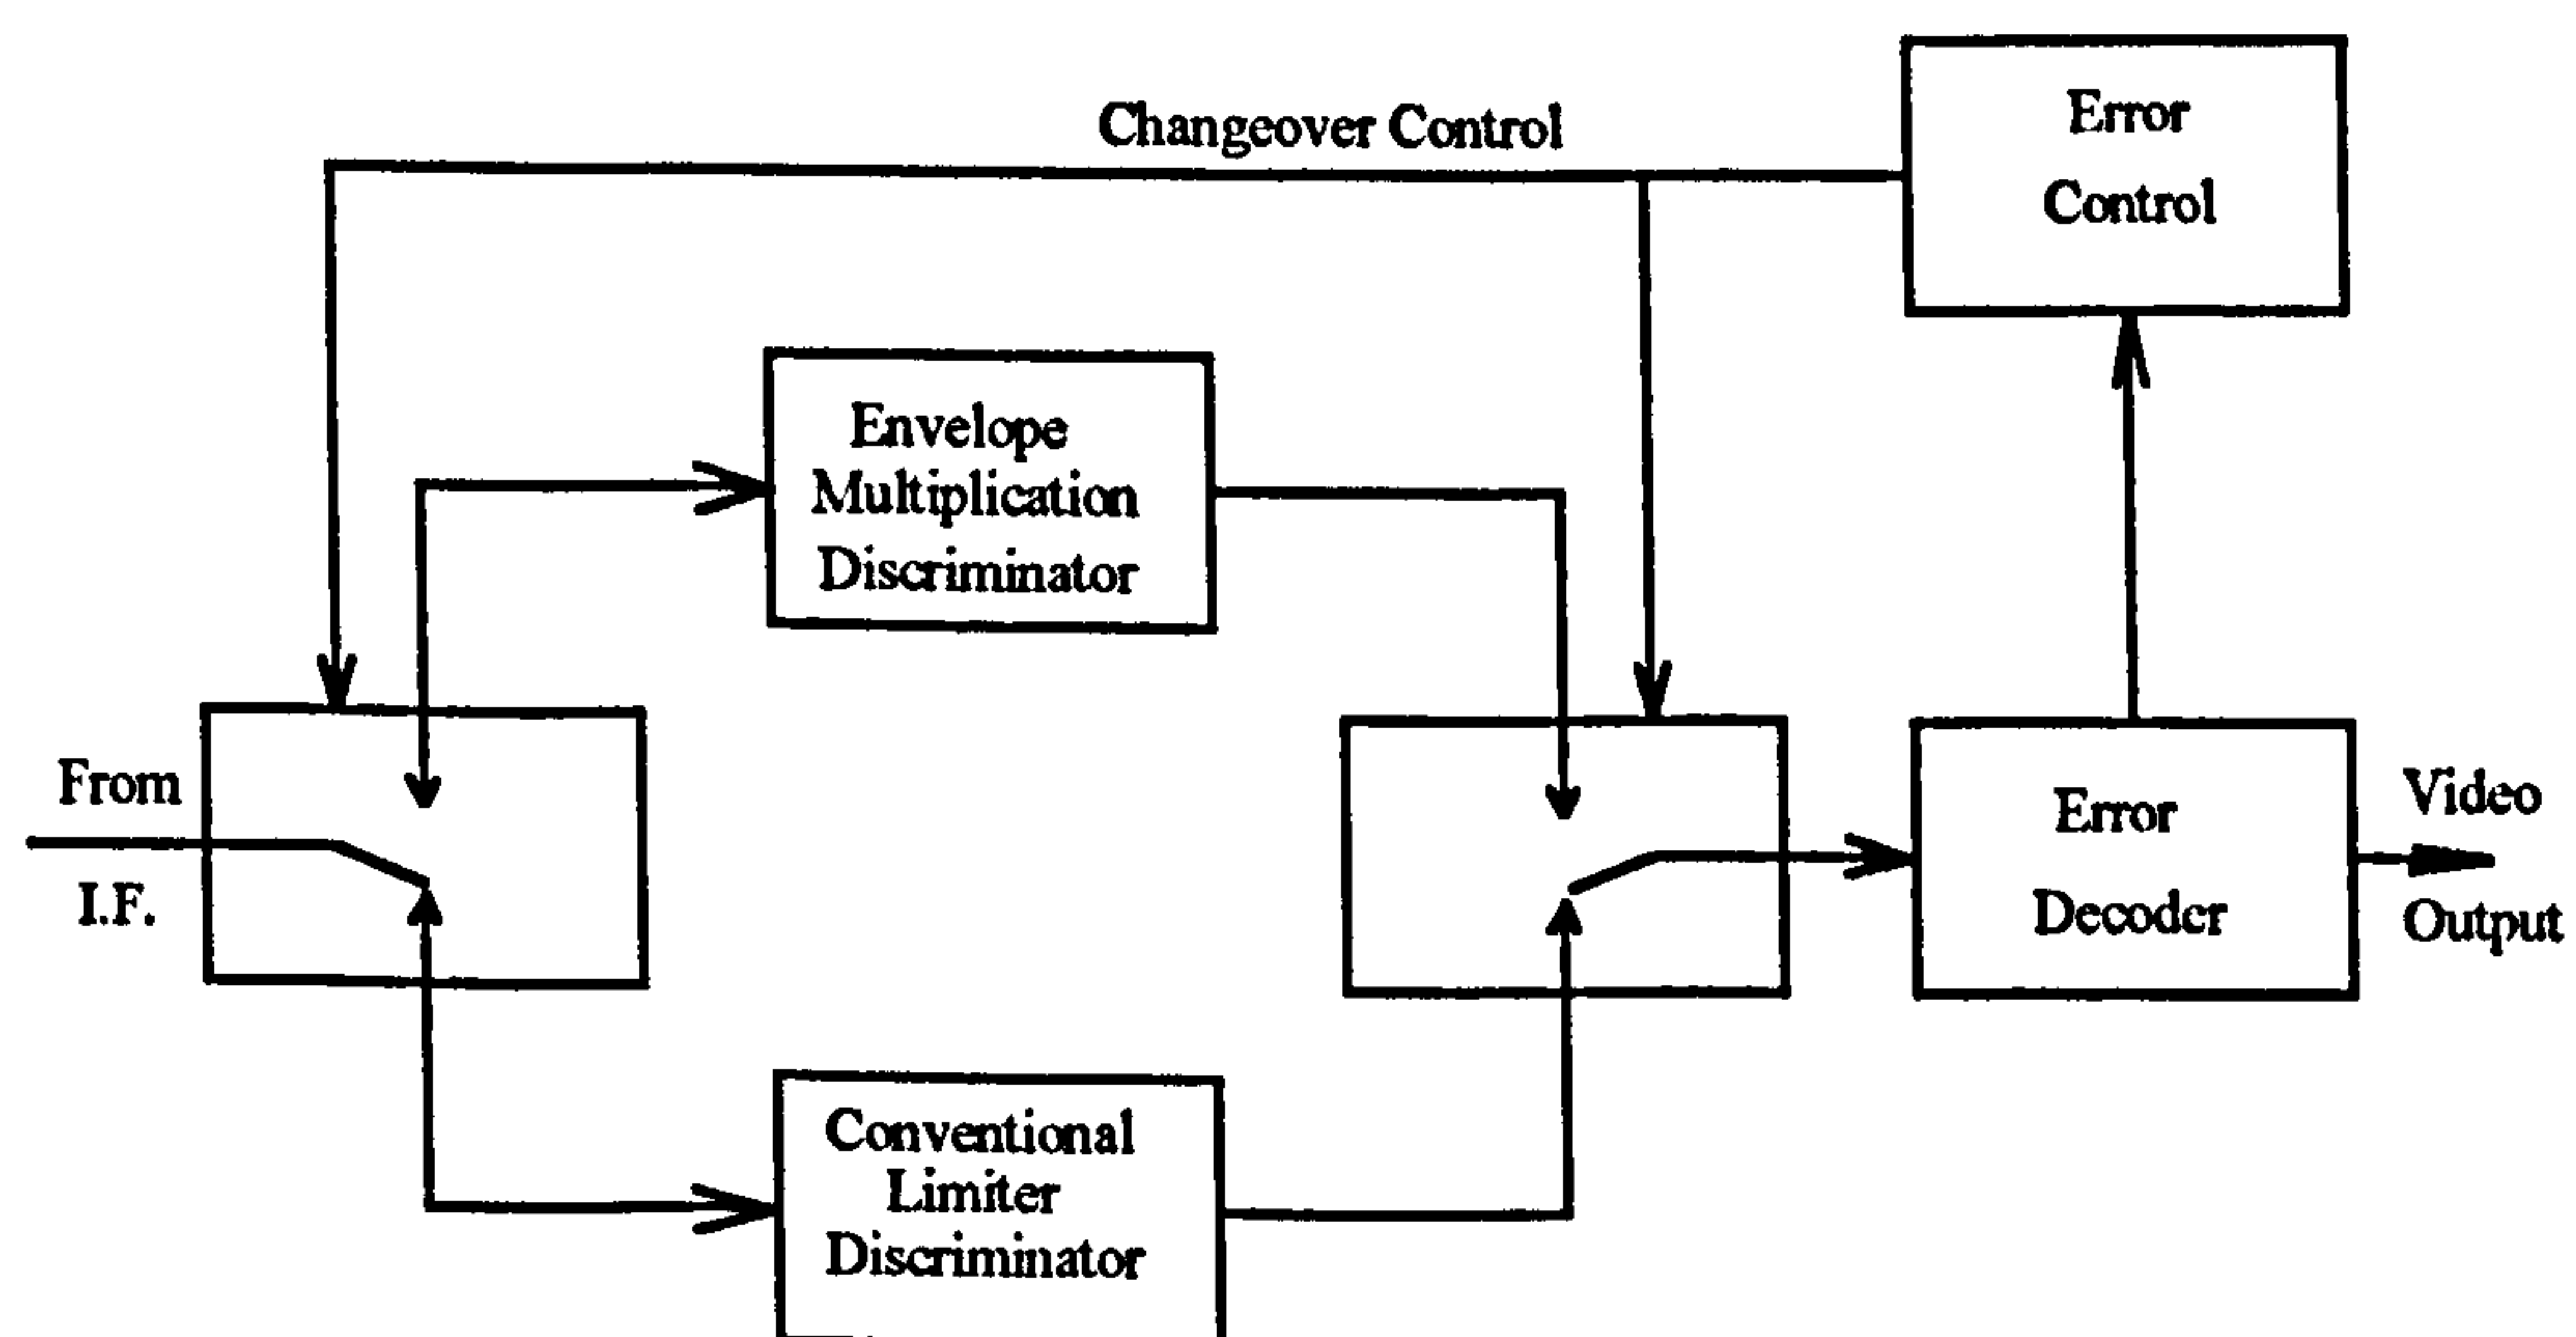 Error
Control
Changeover Control
Envelope
Multiplication
Discriminator
From
I.F.
Error
Decoder
Video
Output
Conventional
Limiter
Discriminator